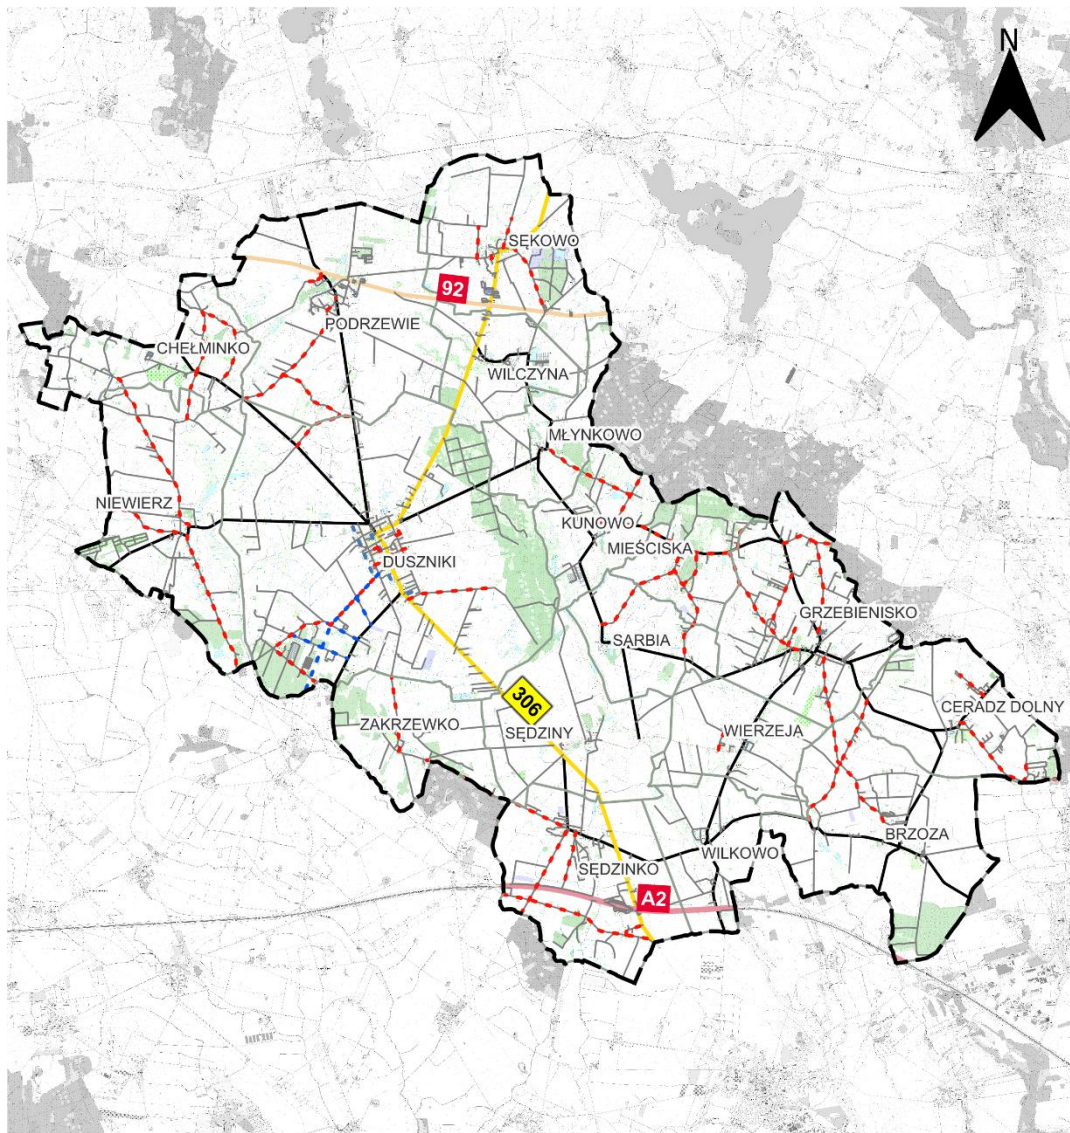 N
SĘKOWO
92
PODRZEWIE
CHEŁMINKO
WILCZYNA
MŁYNKOWO
NIEWIERZ
KUNOWO
MIEŚCISKA
DUSZNIKI
GRZEBIENISKO
SARBIA
306
CERADZ DOLNY
ZAKRZEWKO
SĘDZINY
WIERZEJA
BRZOZA
WILKOWO
SĘDZINKO
A2